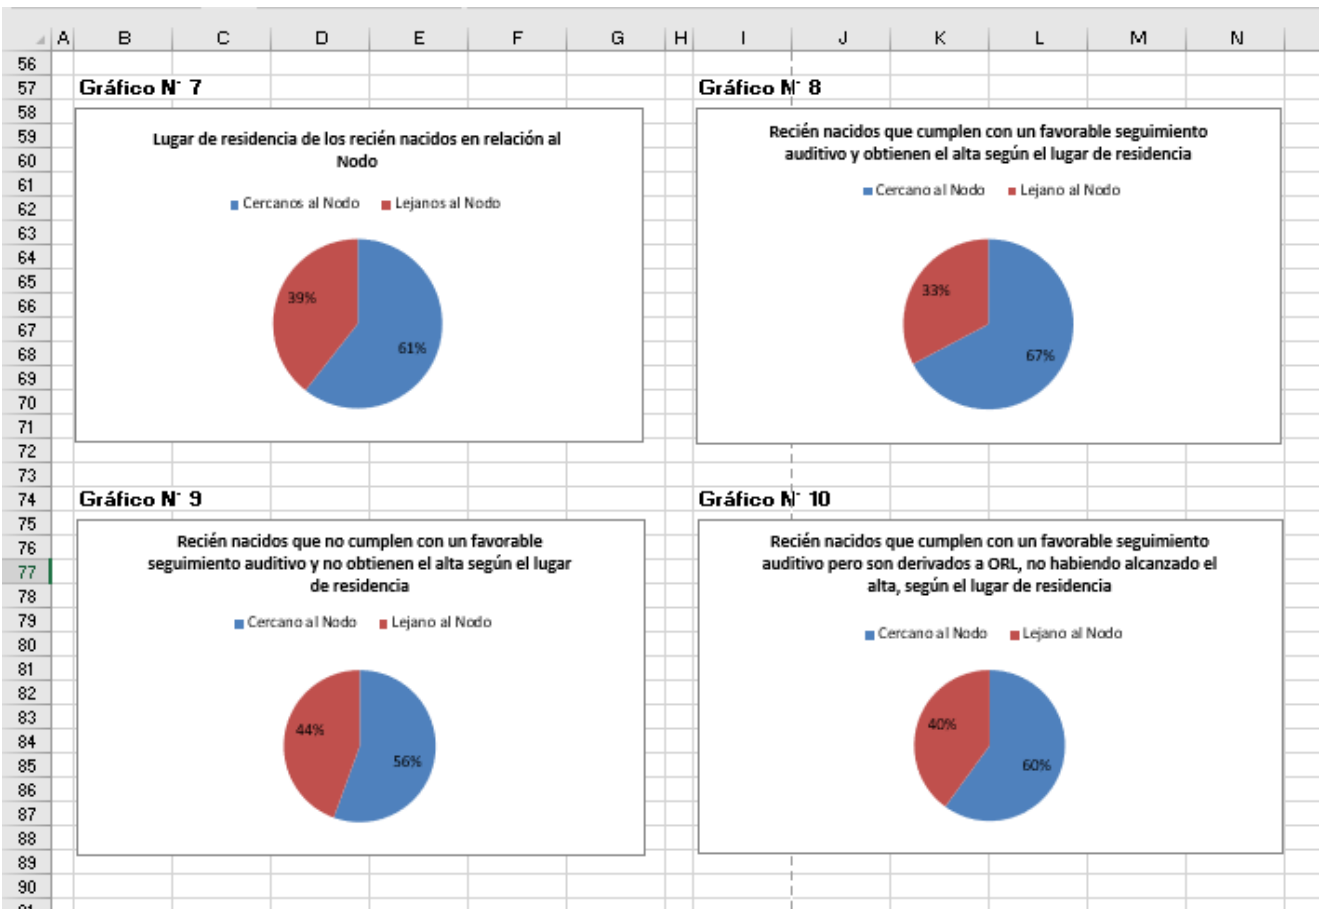 A B C D E F G H I J K L M N
56
57
58
59
60
61
62
63
64
65
66
67
68
69
70
71
72
73
74
75
76
77
78
79
80
81
82
83
84
85
86
87
88
89
90
91
Gráfico N° 7
Lugar de residencia de los recién nacidos en relación al
Nodo
Cercanos al Nodo Lejanos al Nodo
39%
61%
Gráfico N° 8
Recién nacidos que cumplen con un favorable seguimiento
auditivo y obtienen el alta según el lugar de residencia
Cercano al Nodo Lejano al Nodo
33%
67%
Gráfico N° 9
Recién nacidos que no cumplen con un favorable
seguimiento auditivo y no obtienen el alta según el lugar
de residencia
Cercano al Nodo Lejano al Nodo
44%
56%
Gráfico N° 10
Recién nacidos que cumplen con un favorable seguimiento
auditivo pero son derivados a ORL, no habiendo alcanzado el
alta, según el lugar de residencia
Cercano al Nodo Lejano al Nodo
40%
60%